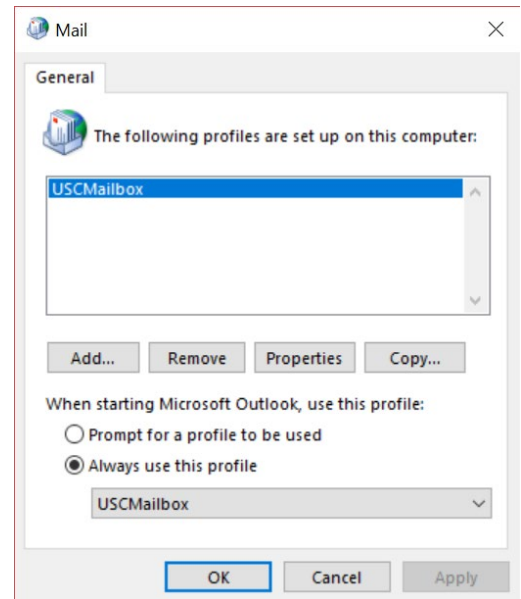 Mail
General
The following profiles are set up on this computer:
USCMailbox
Add... Remove Properties Copy...
When starting Microsoft Outlook, use this profile:
Prompt for a profile to be used
Always use this profile
USCMailbox
OK Cancel Apply